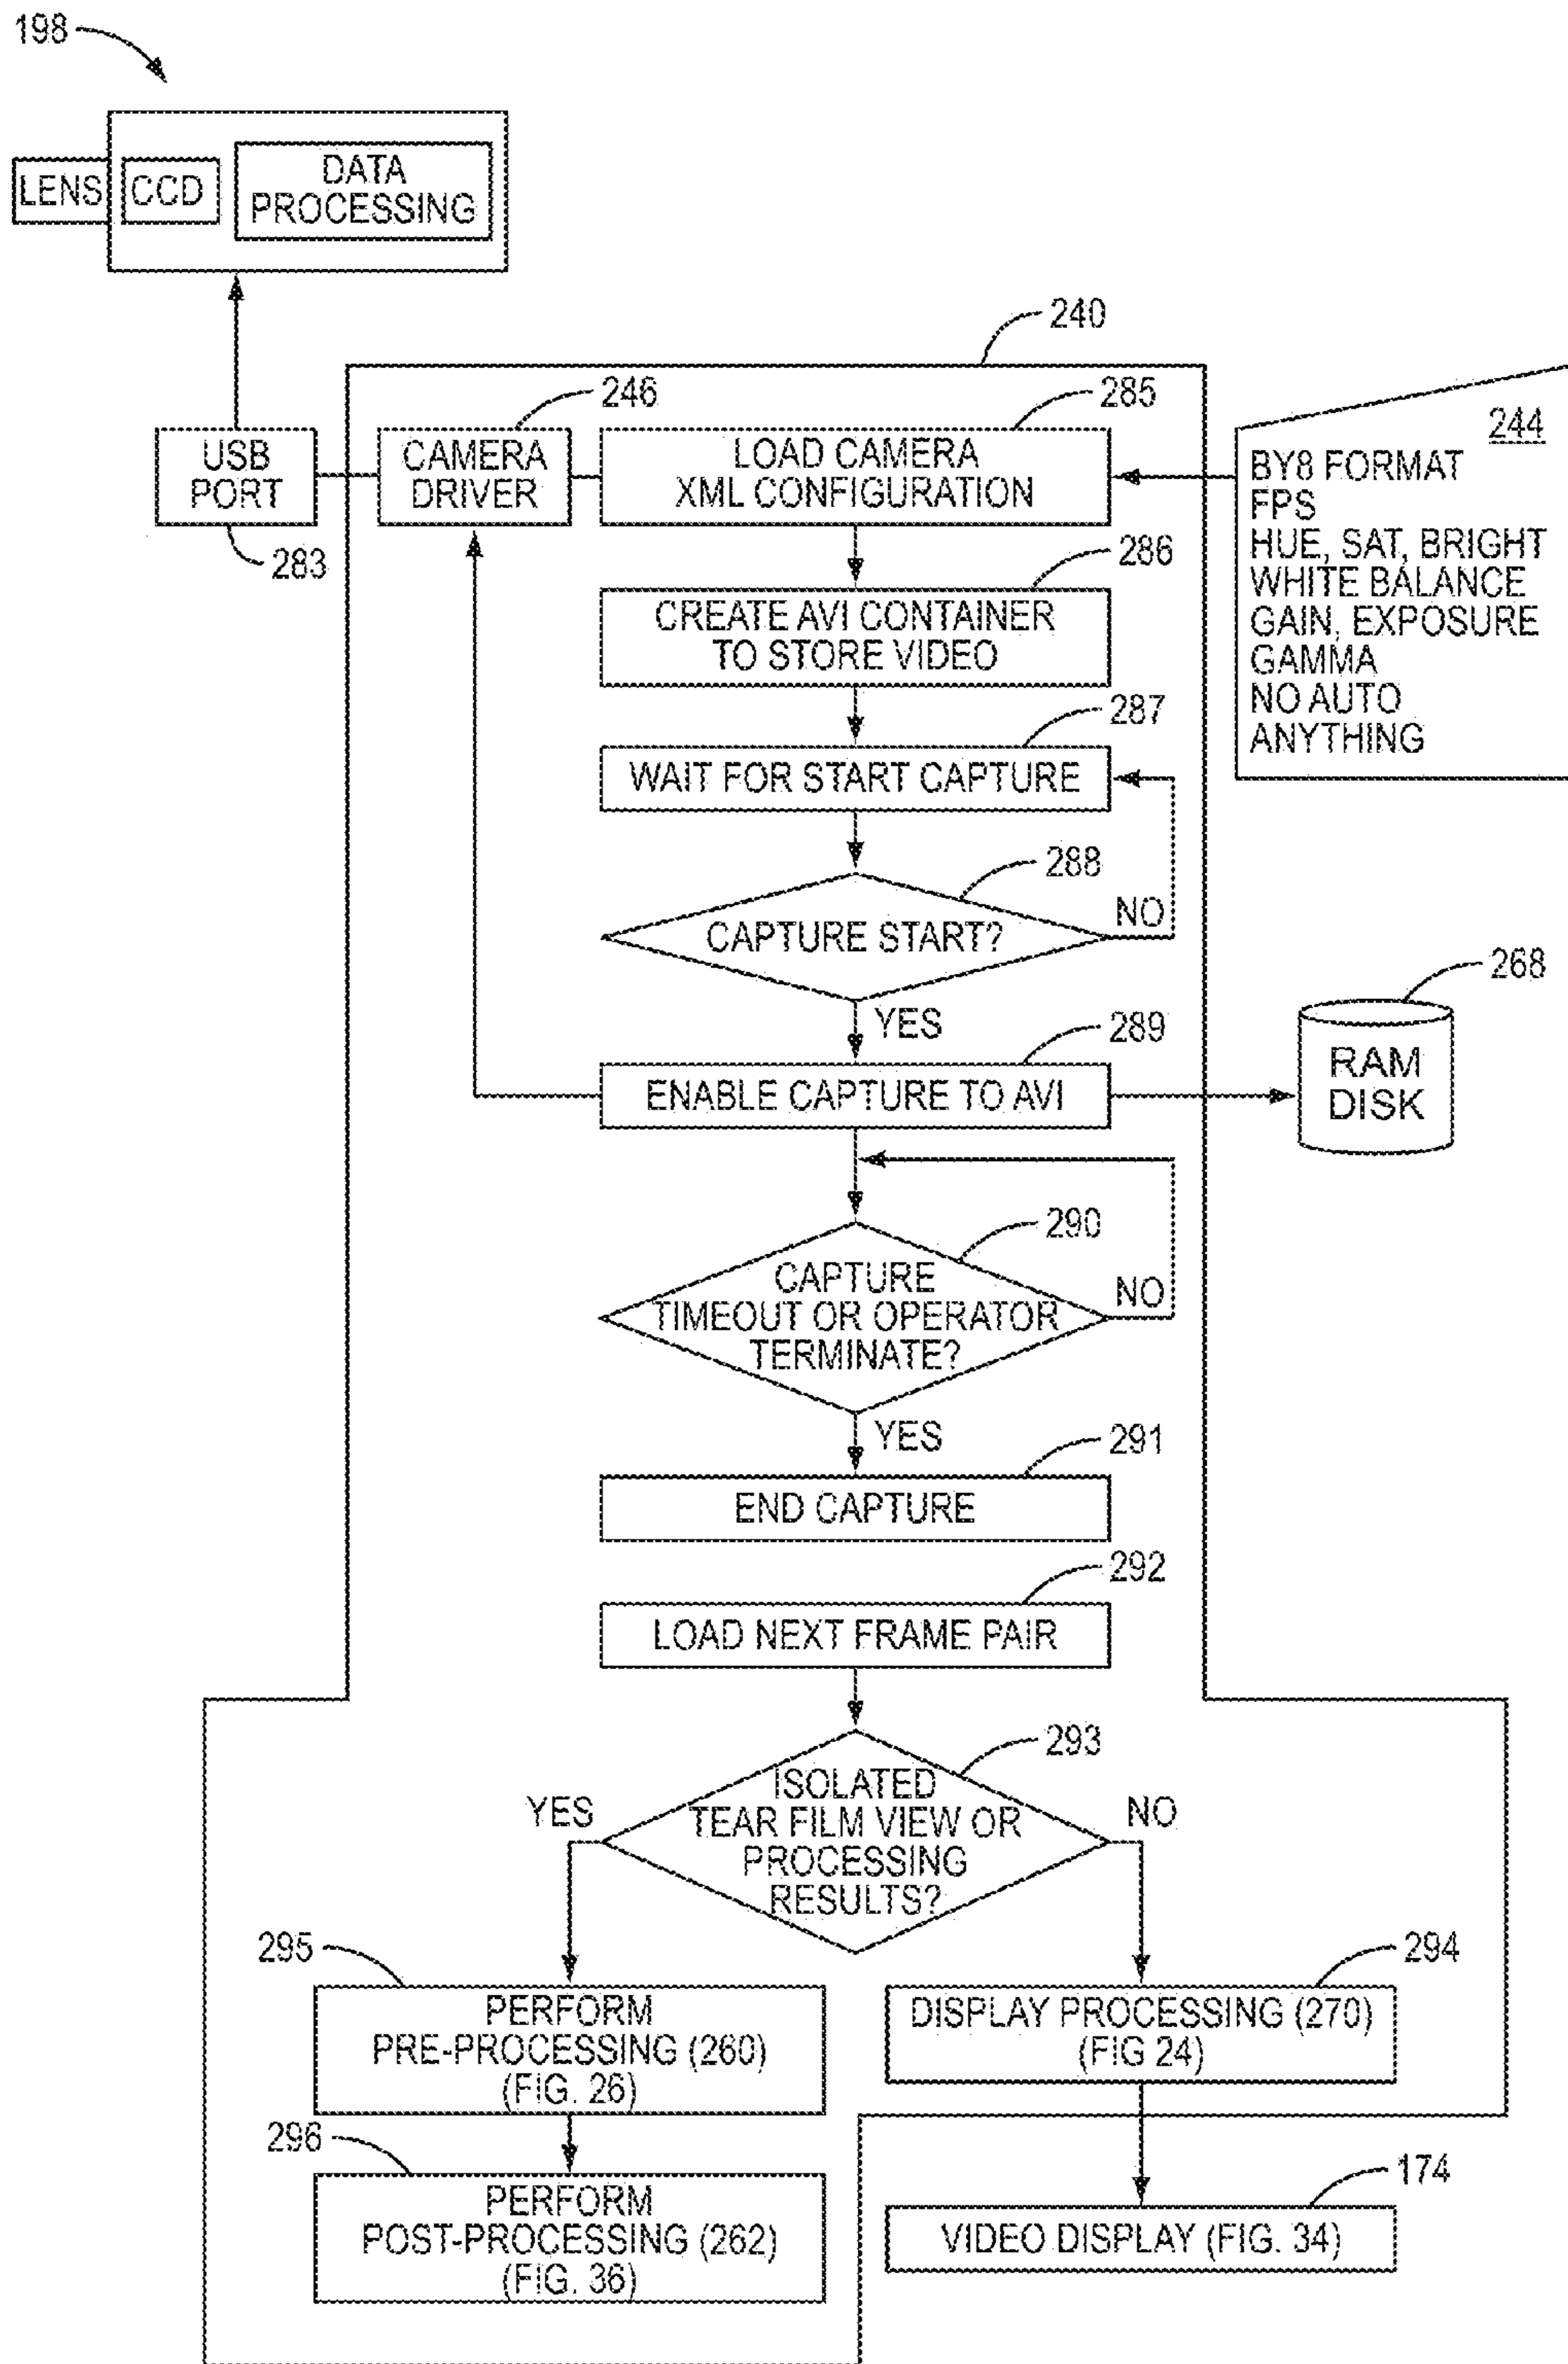 198
LENS
CCD
DATA
PROCESSING
240
246
285
USB
PORT
283
CAMERA
DRIVER
LOAD CAMERA
XML CONFIGURATION
244
BY8 FORMAT
FPS
HUE, SAT, BRIGHT
WHITE BALANCE
GAIN, EXPOSURE
GAMMA
NO AUTO
ANYTHING
286
CREATE AVI CONTAINER
TO STORE VIDEO
287
WAIT FOR START CAPTURE
288
CAPTURE START?
NO
YES
289
ENABLE CAPTURE TO AVI
268
RAM
DISK
290
CAPTURE
TIMEOUT OR OPERATOR
TERMINATE?
NO
YES
291
END CAPTURE
292
LOAD NEXT FRAME PAIR
293
ISOLATED
TEAR FILM VIEW OR
PROCESSING
RESULTS?
YES
NO
295
PERFORM
PRE-PROCESSING (260)
(FIG. 26)
294
DISPLAY PROCESSING (270)
(FIG 24)
296
PERFORM
POST-PROCESSING (262)
(FIG. 36)
174
VIDEO DISPLAY (FIG. 34)